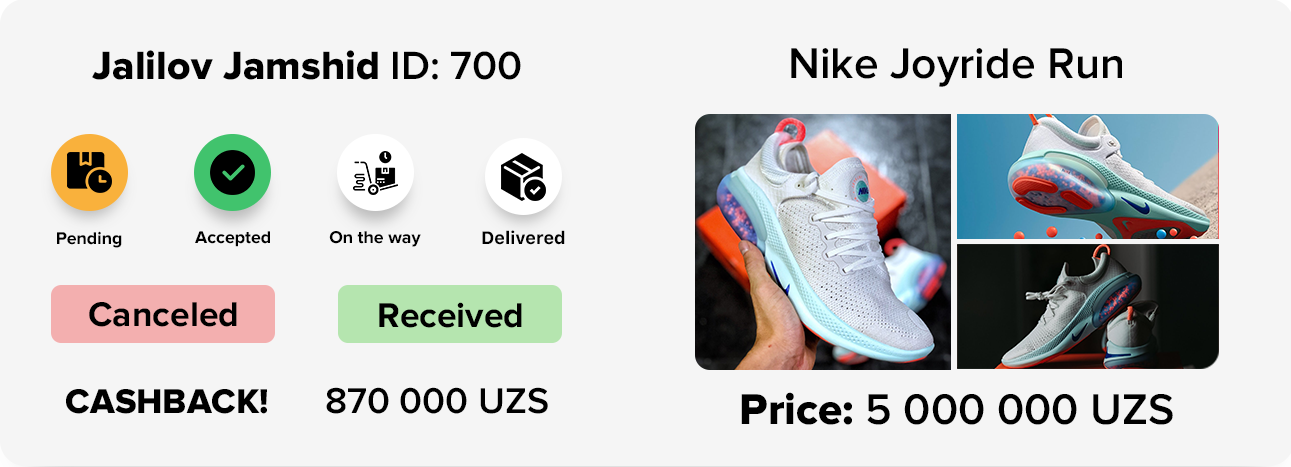 Jalilov Jamshid ID: 700
Pending
Accepted
On the way
Delivered
Canceled
Received
CASHBACK!
870 000 UZS
Nike Joyride Run
Price: 5 000 000 UZS